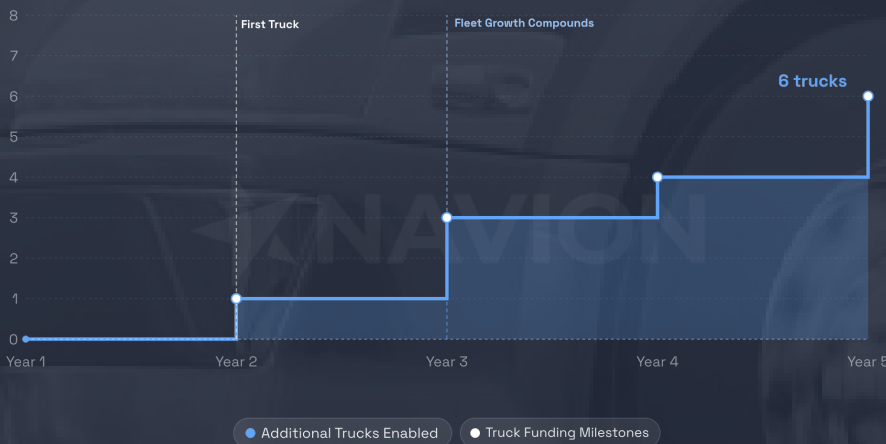 8
First Truck
Fleet Growth Compounds
7
6 trucks
6
5
4
3
NAVION
2
1
0
Year 1
Year 2
Year 3
Year 4
Year 5
Additional Trucks Enabled
Truck Funding Milestones